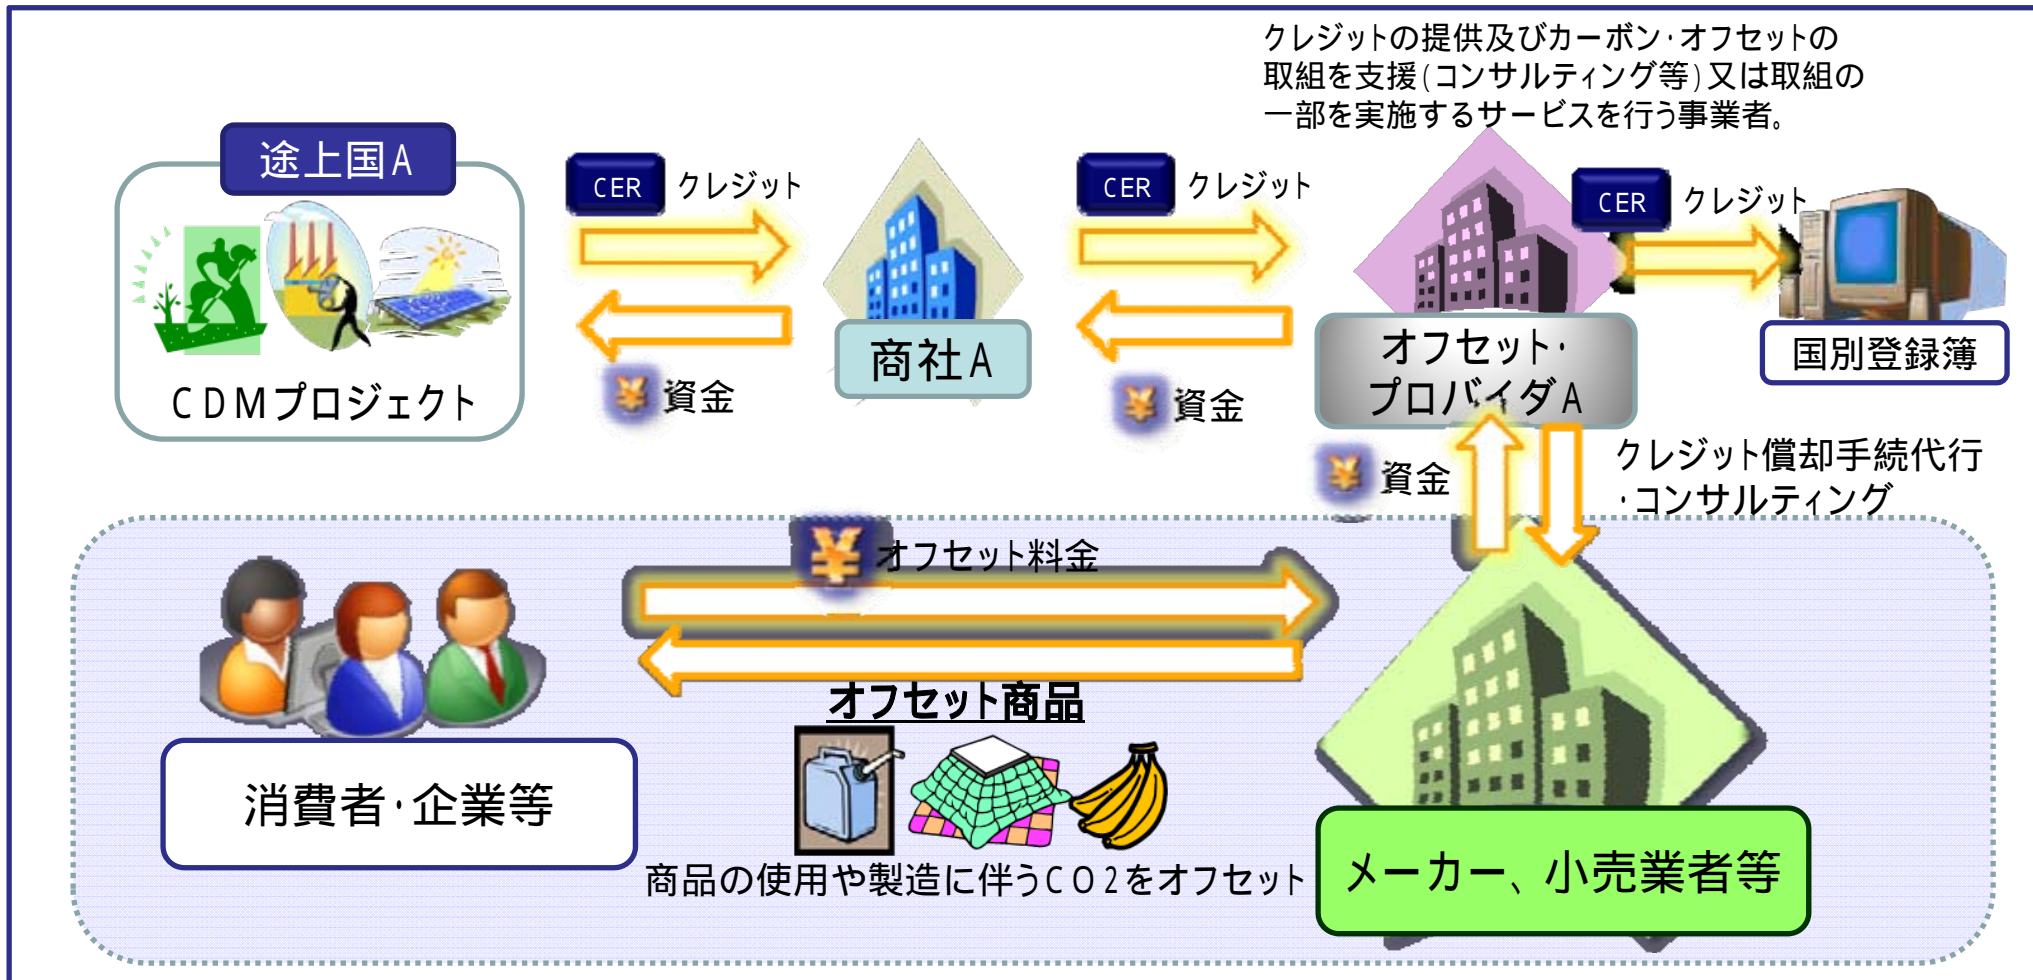 クレジットの提供及びカーボン・オフセットの
取組を支援(コンサルティング等)又は取組の
一部を実施するサービスを行う事業者。
途上国A
CDMプロジェクト
CER クレジット
資金
商社A
CER クレジット
資金
オフセット・
プロバイダA
CER クレジット
国別登録簿
資金
クレジット償却手続代行
・コンサルティング
オフセット料金
オフセット商品
商品の使用や製造に伴うCO2をオフセット
消費者・企業等
メーカー、小売業者等